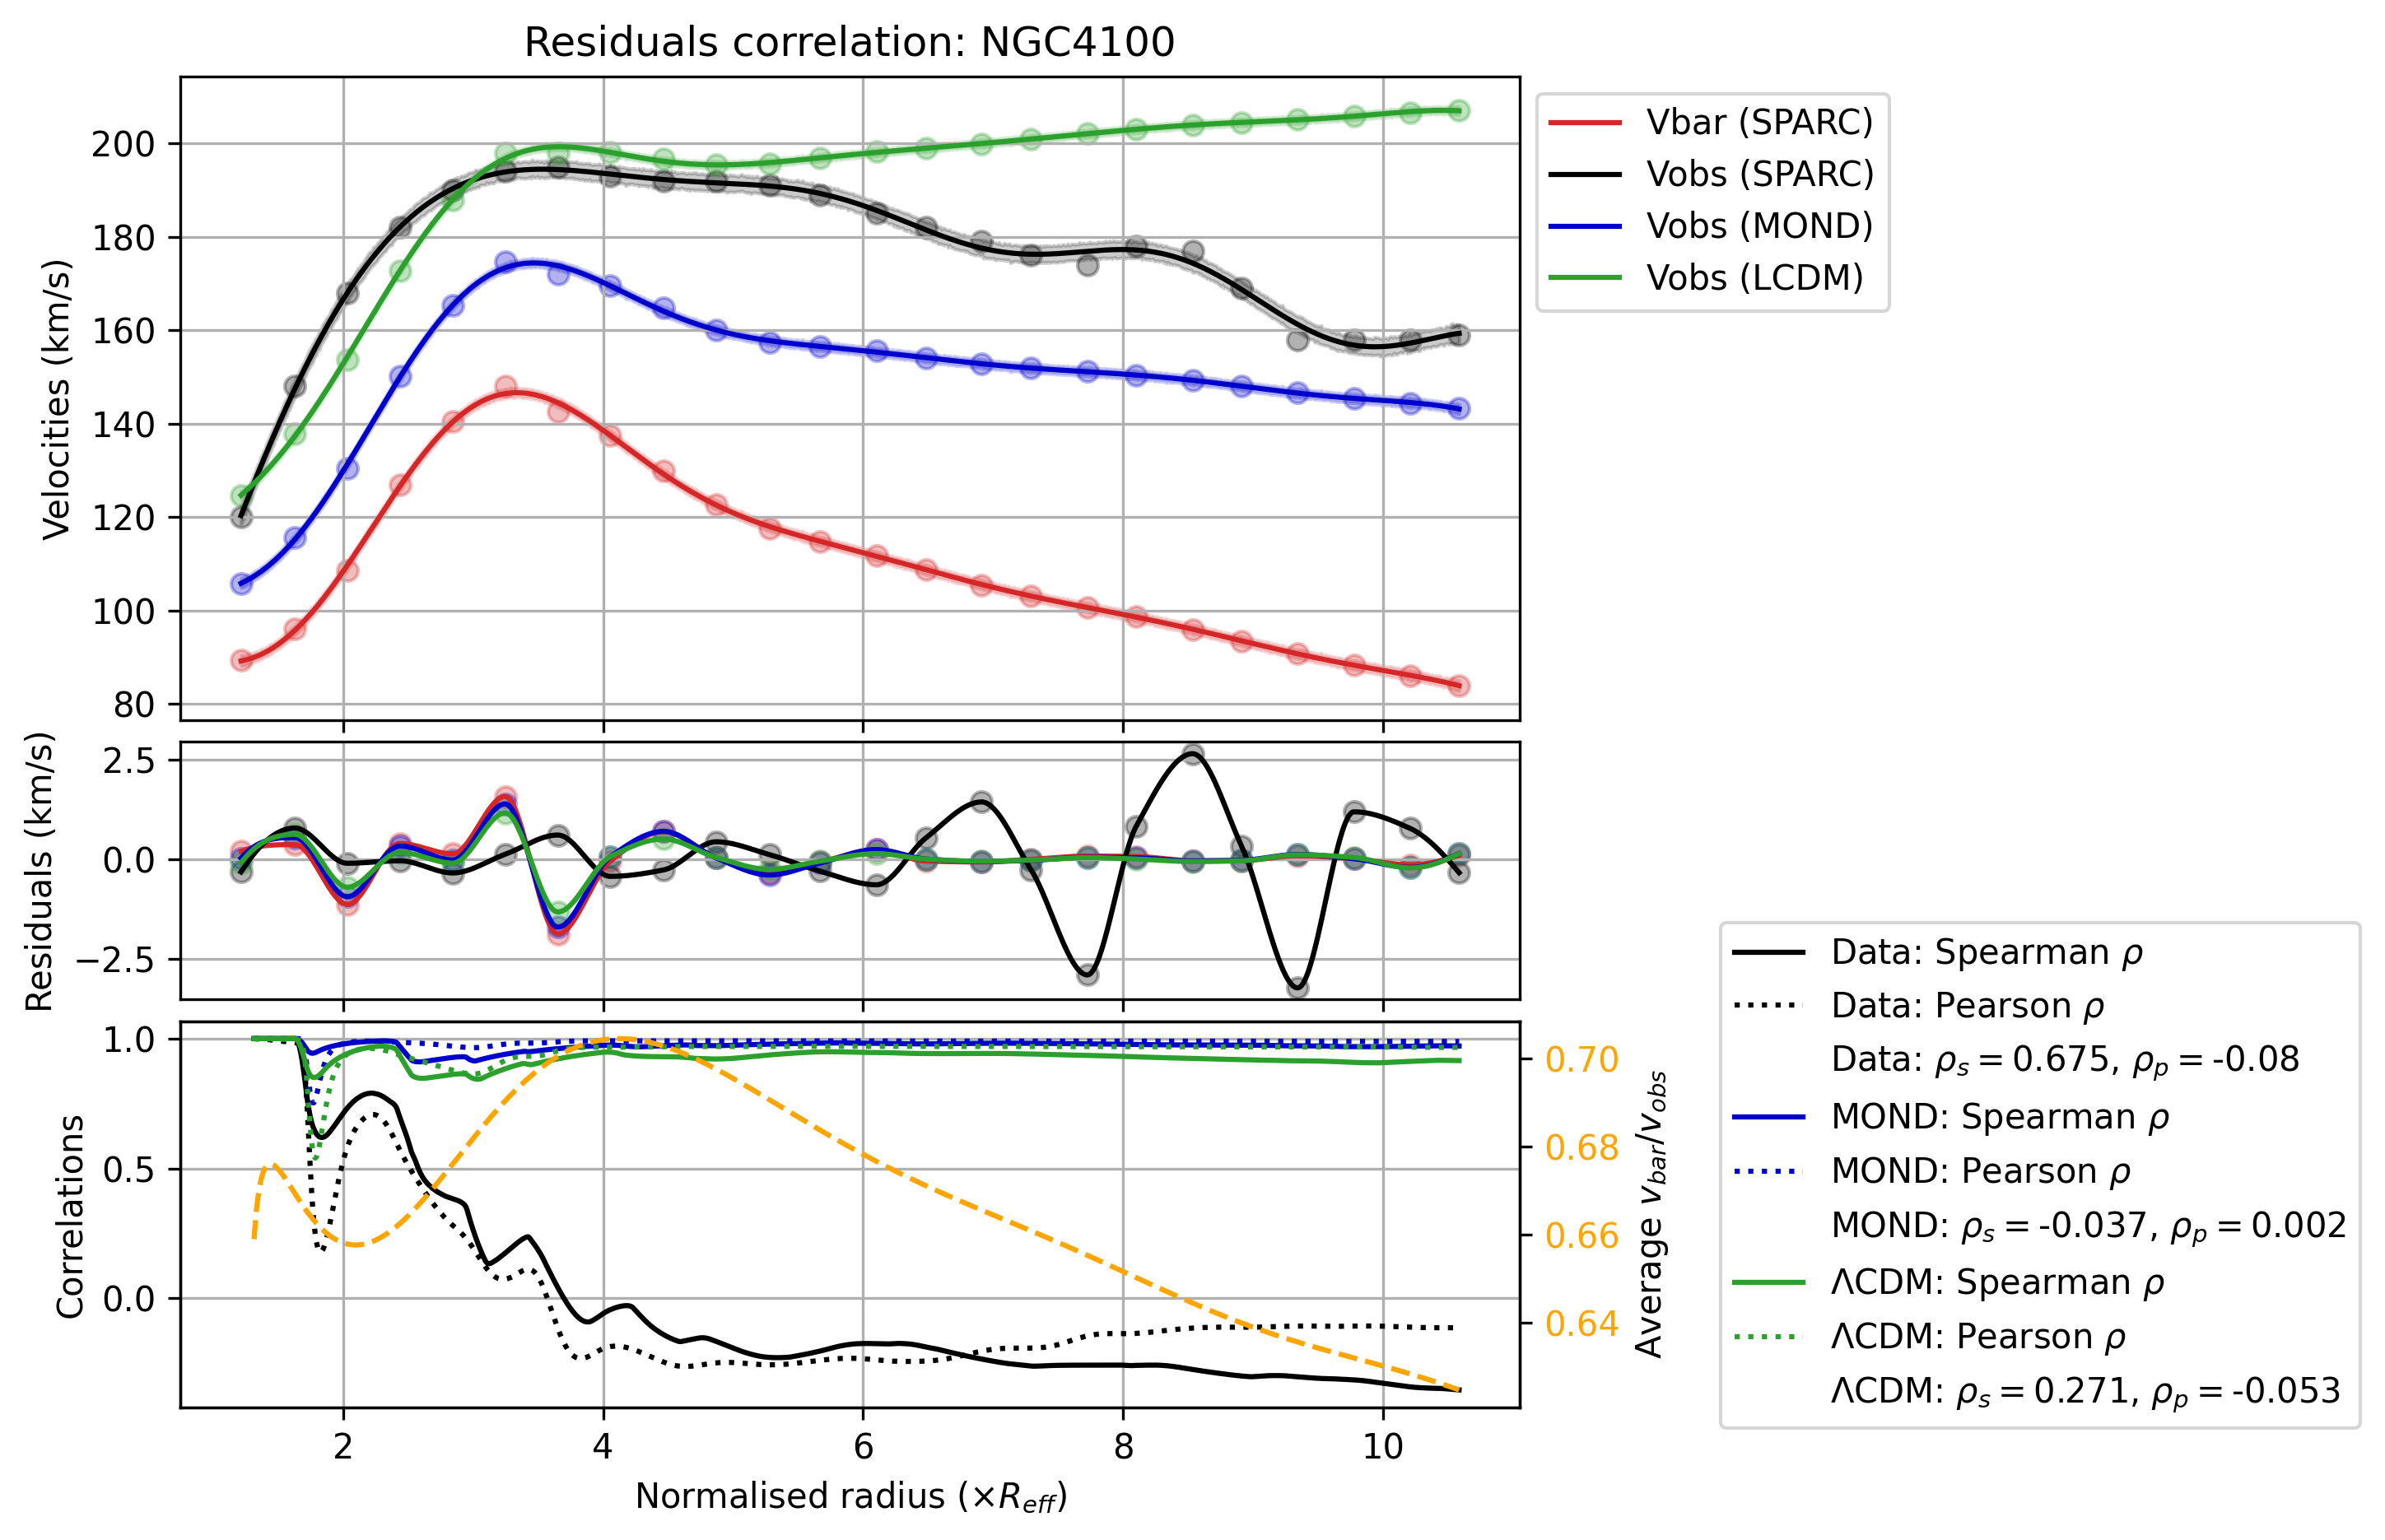 Residuals correlation: NGC4100
Velocities (km/s)
200
180
160
140
120
100
80
Vbar (SPARC)
Vobs (SPARC)
Vobs (MOND)
Vobs (LCDM)
Residuals (km/s)
2.5
0.0
−2.5
Correlations
1.0
0.5
0.0
0.70
0.68
0.66
0.64
Average v_bar/v_obs
2 4 6 8 10
Normalised radius (×R_eff)
Data: Spearman ρ
Data: Pearson ρ
Data: ρ_s = 0.675, ρ_p = -0.08
MOND: Spearman ρ
MOND: Pearson ρ
MOND: ρ_s = -0.037, ρ_p = 0.002
ΛCDM: Spearman ρ
ΛCDM: Pearson ρ
ΛCDM: ρ_s = 0.271, ρ_p = -0.053